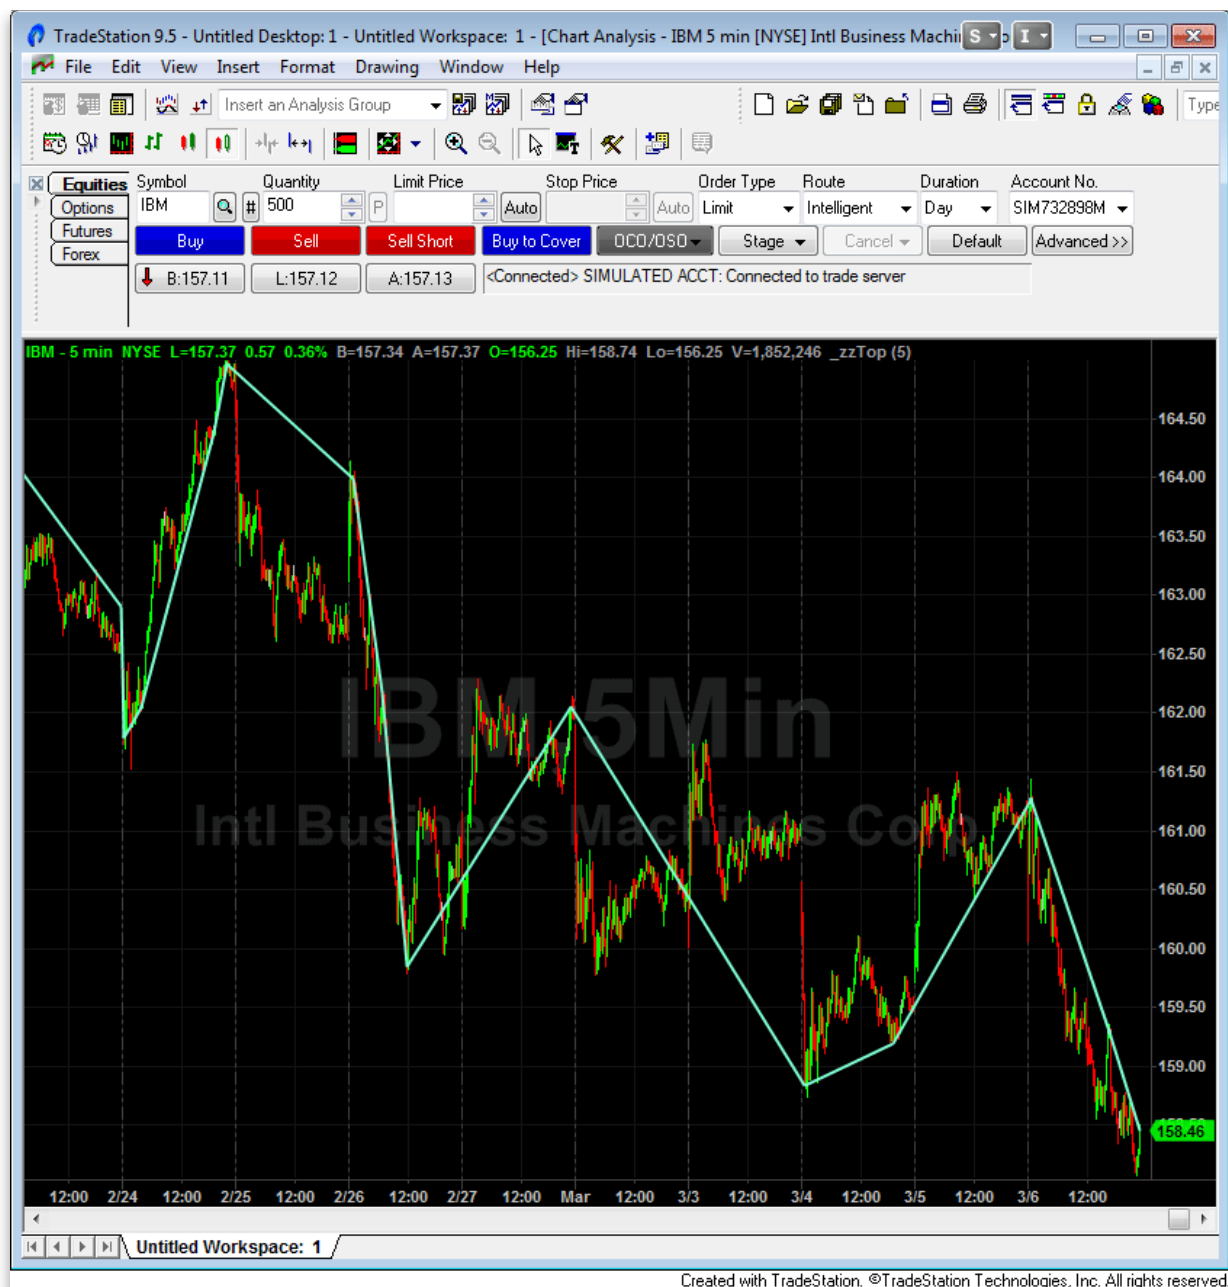 TradeStation 9.5 - Untitled Desktop: 1 - Untitled Workspace: 1 - [Chart Analysis - IBM 5 min [NYSE] Intl Business Machi S I
File Edit View Insert Format Drawing Window Help
Insert an Analysis Group Type
Equities Symbol Quantity Limit Price Stop Price Order Type Route Duration Account No.
Options IBM # 500 P Auto Auto Limit Intelligent Day SIM732898M
Futures Buy Sell Sell Short Buy to Cover OCO/OSO Stage Cancel Default Advanced >>
Forex
B:157.11 L:157.12 A:157.13 <Connected> SIMULATED ACCT: Connected to trade server
IBM - 5 min NYSE L=157.37 0.57 0.36% B=157.34 A=157.37 O=156.25 Hi=158.74 Lo=156.25 V=1,852,246 _zzTop (5)
164.50
164.00
163.50
163.00
162.50
162.00
IBM,5Min
161.50
Intl Business Machines Corp
161.00
160.50
160.00
159.50
159.00
158.46
12:00 2/24 12:00 2/25 12:00 2/26 12:00 2/27 12:00 Mar 12:00 3/3 12:00 3/4 12:00 3/5 12:00 3/6 12:00
Untitled Workspace: 1
Created with TradeStation. ©TradeStation Technologies, Inc. All rights reserved